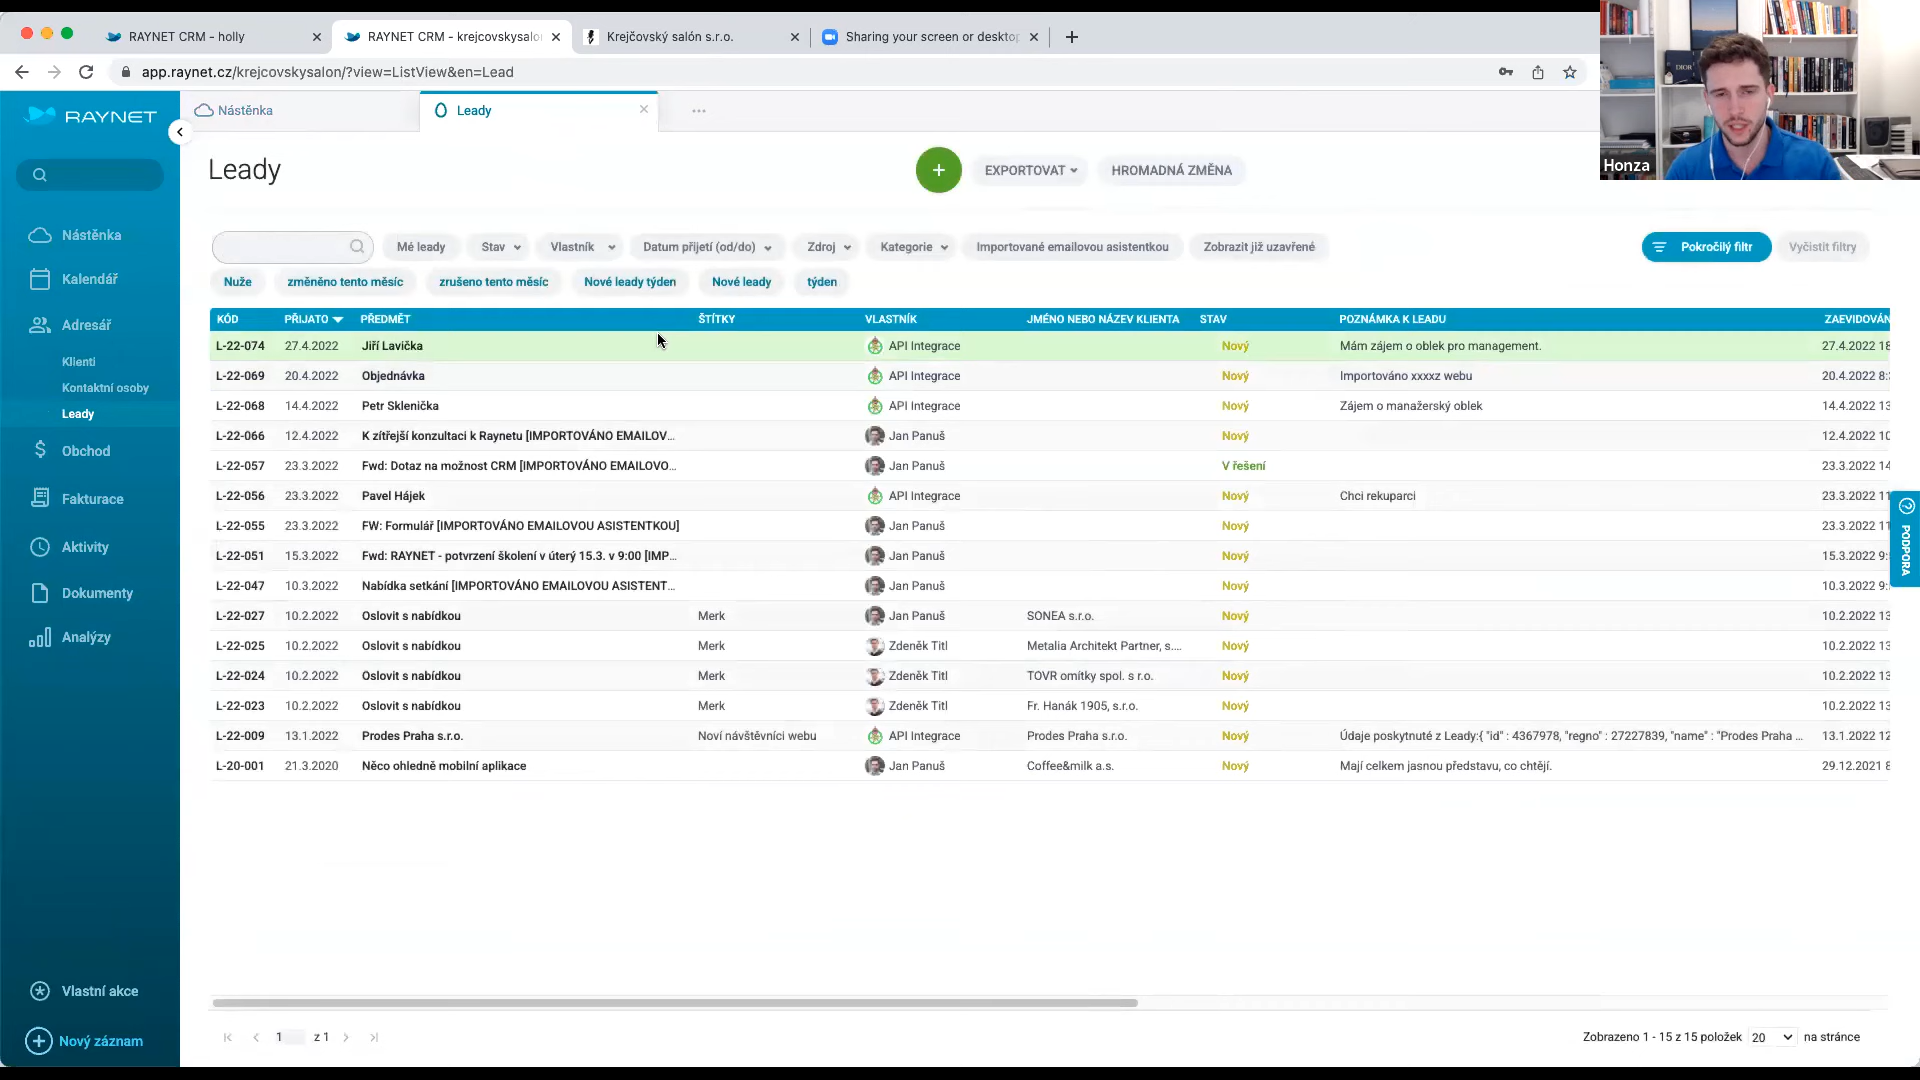 RAYNET CRM - holly
RAYNET CRM - krejcovskysalo
Krejčovský salón s.r.o.
Sharing your screen or deskto
app.raynet.cz/krejcovskysalon/?view=ListView&en=Lead
Honza
RAYNET
Nástěnka
Kalendář
Adresář
Klienti
Kontaktní osoby
Leady
Obchod
Fakturace
Aktivity
Dokumenty
Analýzy
Vlastní akce
Nový záznam
Nástěnka
Leady
Leady
+
EXPORTOVAT
HROMADNÁ ZMĚNA
Mé leady Stav Vlastník Datum přijetí (od/do) Zdroj Kategorie Importované emailovou asistentkou Zobrazit již uzavřené Pokročilý filtr Vyčistit filtry
Nuže změněno tento měsíc zrušeno tento měsíc Nové leady týden Nové leady týden
KÓD PŘIJATO PŘEDMĚT ŠTÍTKY VLASTNÍK JMÉNO NEBO NÁZEV KLIENTA STAV POZNÁMKA K LEADU ZAEVIDOVÁN
L-22-074 27.4.2022 Jiří Lavička API Integrace Nový Mám zájem o oblek pro management. 27.4.2022 18
L-22-069 20.4.2022 Objednávka API Integrace Nový Importováno xxxxz webu 20.4.2022 8:
L-22-068 14.4.2022 Petr Sklenička API Integrace Nový Zájem o manažerský oblek 14.4.2022 13
L-22-066 12.4.2022 K zítřejší konzultaci k Raynetu [IMPORTOVÁNO EMAILOV... Jan Panuš Nový 12.4.2022 10
L-22-057 23.3.2022 Fwd: Dotaz na možnost CRM [IMPORTOVÁNO EMAILOVO... Jan Panuš V řešení 23.3.2022 14
L-22-056 23.3.2022 Pavel Hájek API Integrace Nový Chci rekuparci 23.3.2022 11
L-22-055 23.3.2022 FW: Formulář [IMPORTOVÁNO EMAILOVOU ASISTENTKOU] Jan Panuš Nový 23.3.2022 11
L-22-051 15.3.2022 Fwd: RAYNET - potvrzení školení v úterý 15.3. v 9:00 [IMP... Jan Panuš Nový 15.3.2022 9:
L-22-047 10.3.2022 Nabídka setkání [IMPORTOVÁNO EMAILOVOU ASISTENT... Jan Panuš Nový 10.3.2022 9:
L-22-027 10.2.2022 Oslovit s nabídkou Merk Jan Panuš SONEA s.r.o. Nový 10.2.2022 13
L-22-025 10.2.2022 Oslovit s nabídkou Merk Zdeněk Titl Metalia Architekt Partner, s.... Nový 10.2.2022 13
L-22-024 10.2.2022 Oslovit s nabídkou Merk Zdeněk Titl TOVR omítky spol. s r.o. Nový 10.2.2022 13
L-22-023 10.2.2022 Oslovit s nabídkou Merk Zdeněk Titl Fr. Hanák 1905, s.r.o. Nový 10.2.2022 13
L-22-009 13.1.2022 Prodes Praha s.r.o. Noví návštěvníci webu API Integrace Prodes Praha s.r.o. Nový Údaje poskytnuté z Leady:{ "id" : 4367978, "regno" : 27227839, "name" : "Prodes Praha ... 13.1.2022 12
L-20-001 21.3.2020 Něco ohledně mobilní aplikace Jan Panuš Coffee&milk a.s. Nový Mají celkem jasnou představu, co chtějí. 29.12.2021 8
PODPORA
1 z 1
Zobrazeno 1 - 15 z 15 položek 20 na stránce